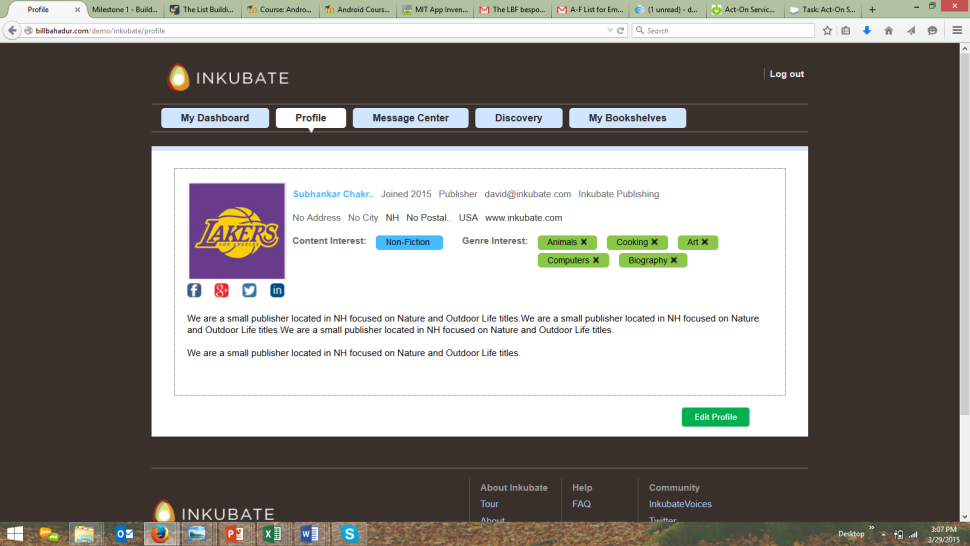 Profile
Milestone 1 - Build...
The List Buildi...
Course: Andro...
Android Cours...
MIT App Inven...
The LBF bespo...
A-F List for Em...
(1 unread) - d...
Act-On Servic...
Task: Act-On S...
billbahadur.com/demo/inkubate/profile
Search
INKUBATE
Log out
My Dashboard
Profile
Message Center
Discovery
My Bookshelves
LAKERS
LOS ANGELES
Subhankar Chakr.. Joined 2015 Publisher david@inkubate.com Inkubate Publishing
No Address No City NH No Postal.. USA www.inkubate.com
Content Interest: Non-Fiction Genre Interest: Animals X Cooking X Art X
Computers X Biography X
We are a small publisher located in NH focused on Nature and Outdoor Life titles.We are a small publisher located in NH focused on Nature
and Outdoor Life titles.We are a small publisher located in NH focused on Nature and Outdoor Life titles.
We are a small publisher located in NH focused on Nature and Outdoor Life titles.
Edit Profile
INKUBATE
About Inkubate Help Community
Tour FAQ InkubateVoices
About Twitter
Desktop
3:07 PM
3/29/2015